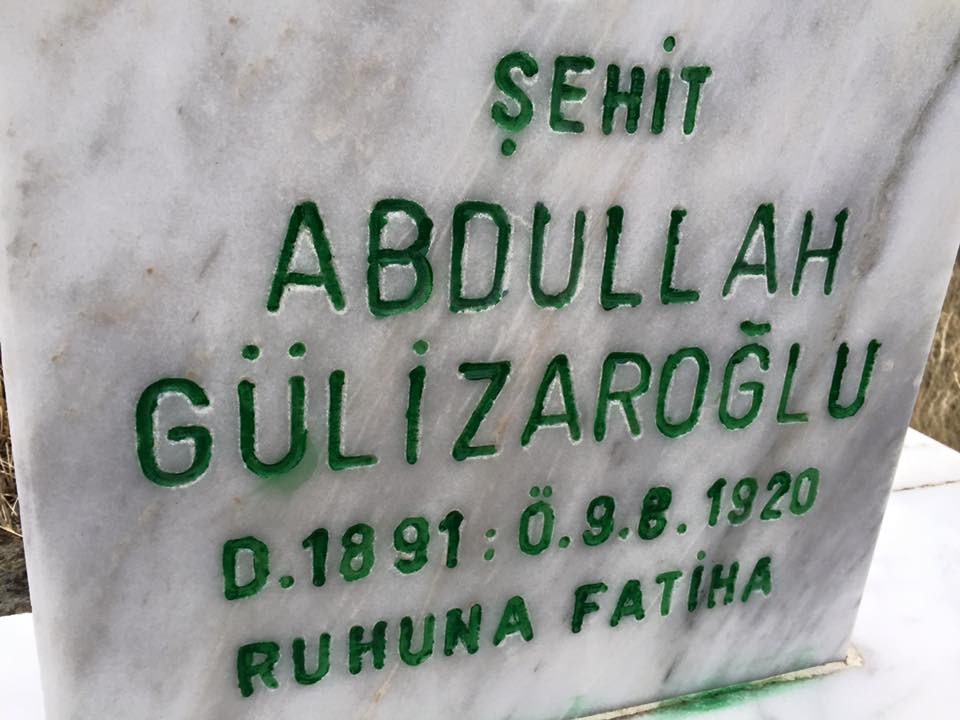 ŞEHİT
ABDULLAH
GÜLİZAROĞLU
D.1891 : Ö.9.8.1920
RUHUNA FATİHA